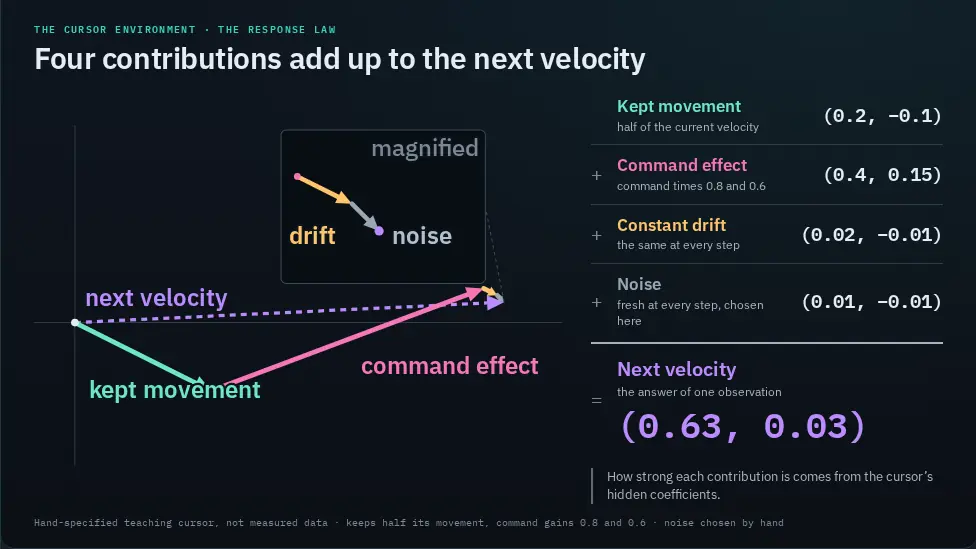 THE CURSOR ENVIRONMENT · THE RESPONSE LAW
Four contributions add up to the next velocity
magnified
drift
noise
next velocity
command effect
kept movement
Kept movement
half of the current velocity
(0.2, −0.1)
+
Command effect
command times 0.8 and 0.6
(0.4, 0.15)
+
Constant drift
the same at every step
(0.02, −0.01)
+
Noise
fresh at every step, chosen
here
(0.01, −0.01)
=
Next velocity
the answer of one observation
(0.63, 0.03)
How strong each contribution is comes from the cursor’s
hidden coefficients.
Hand-specified teaching cursor, not measured data · keeps half its movement, command gains 0.8 and 0.6 · noise chosen by hand